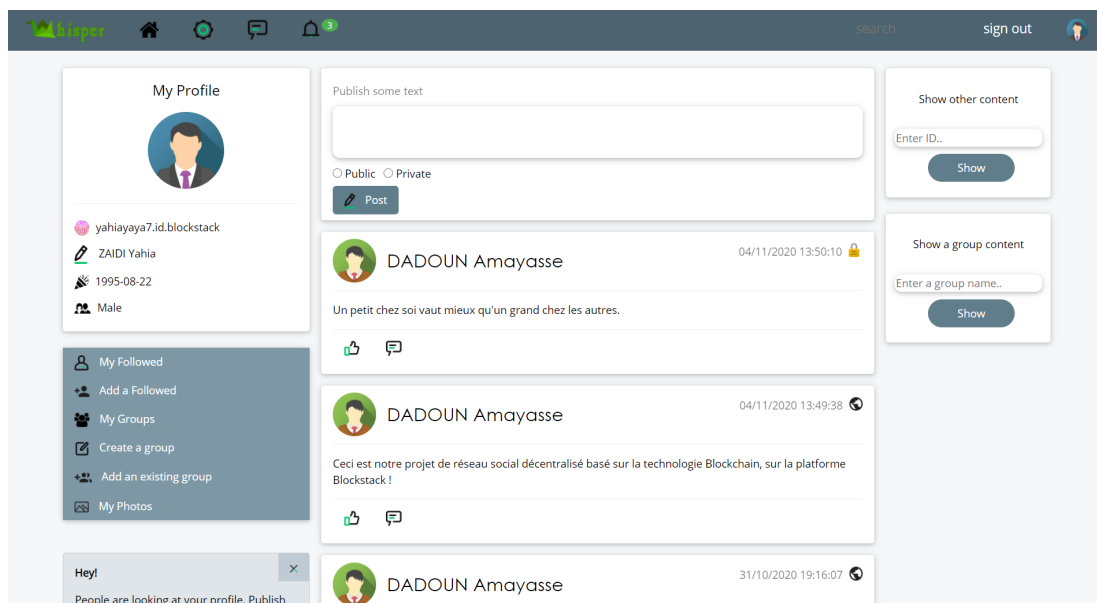 Whisper
3
search
sign out
My Profile
yahiayaya7.id.blockstack
ZAIDI Yahia
1995-08-22
Male
My Followed
Add a Followed
My Groups
Create a group
Add an existing group
My Photos
Hey!
People are looking at your profile. Publish
Publish some text
Public Private
Post
DADOUN Amayasse
04/11/2020 13:50:10
Un petit chez soi vaut mieux qu'un grand chez les autres.
DADOUN Amayasse
04/11/2020 13:49:38
Ceci est notre projet de réseau social décentralisé basé sur la technologie Blockchain, sur la platforme
Blockstack !
DADOUN Amayasse
31/10/2020 19:16:07
Show other content
Enter ID..
Show
Show a group content
Enter a group name..
Show